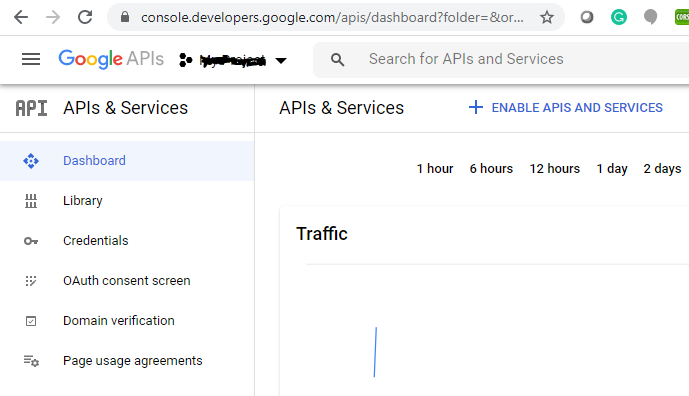 console.developers.google.com/apis/dashboard?folder=&or...
Google APIs
Search for APIs and Services
API APIs & Services
APIs & Services
ENABLE APIS AND SERVICES
Dashboard
1 hour 6 hours 12 hours 1 day 2 days
Library
Traffic
Credentials
OAuth consent screen
Domain verification
Page usage agreements